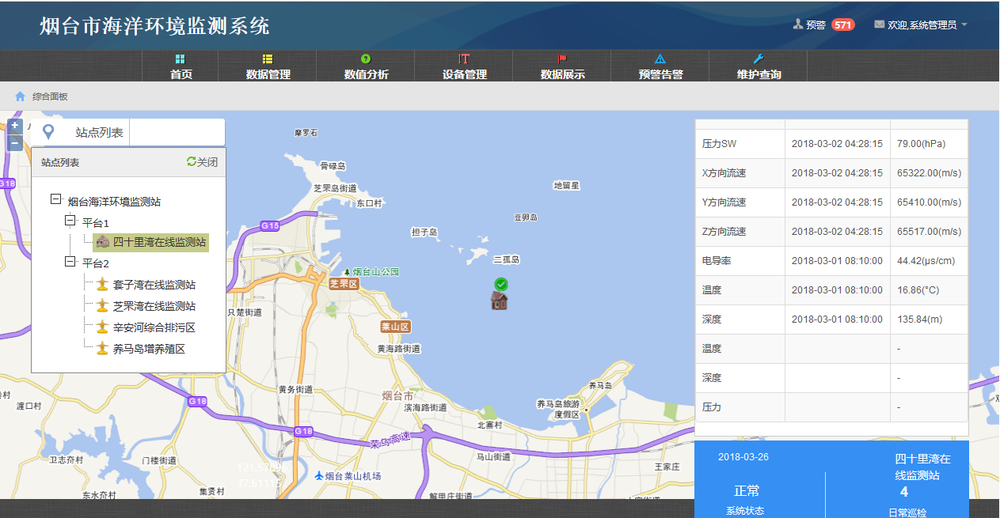 烟台市海洋环境监测系统
预警 571 欢迎,系统管理员
首页 数据管理 数值分析 设备管理 数据展示 预警告警 维护查询
综合面板
站点列表
站点列表 关闭
烟台海洋环境监测站
平台1
四十里湾在线监测站
平台2
套子湾在线监测站
芝罘湾在线监测站
辛安河综合排污区
养马岛增养殖区
摩罗石
骨碌岛
芝罘岛街道
东口村
地留星
豆卵岛
担子岛
二孤岛
G18
G15
烟台山公园
芝罘区
只楚街道
莱山区
黄海路街道
黄务街道
烟台市
滨海路街道
养马岛
养马岛旅游
度假区
渡口村
G18
G18
荣乌高速
北寨村
马山街道
王家庄
卫志夼村
门楼街道
集贤村
东水夼村
烟台莱山机场
解甲庄街道
压力SW 2018-03-02 04:28:15 79.00(hPa)
X方向流速 2018-03-02 04:28:15 65322.00(m/s)
Y方向流速 2018-03-02 04:28:15 65410.00(m/s)
Z方向流速 2018-03-02 04:28:15 65517.00(m/s)
电导率 2018-03-01 08:10:00 44.42(μs/cm)
温度 2018-03-01 08:10:00 16.86(°C)
深度 2018-03-01 08:10:00 135.84(m)
温度 -
深度 -
压力 -
2018-03-26
四十里湾在
线监测站
正常
4
系统状态
日常巡检